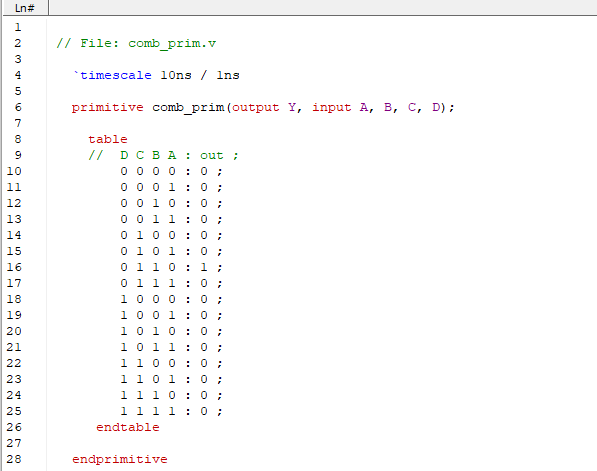 Ln#
1
2 // File: comb_prim.v
3
4 `timescale 10ns / 1ns
5
6 primitive comb_prim(output Y, input A, B, C, D);
7
8 table
9 // D C B A : out ;
10 0 0 0 0 : 0 ;
11 0 0 0 1 : 0 ;
12 0 0 1 0 : 0 ;
13 0 0 1 1 : 0 ;
14 0 1 0 0 : 0 ;
15 0 1 0 1 : 0 ;
16 0 1 1 0 : 1 ;
17 0 1 1 1 : 0 ;
18 1 0 0 0 : 0 ;
19 1 0 0 1 : 0 ;
20 1 0 1 0 : 0 ;
21 1 0 1 1 : 0 ;
22 1 1 0 0 : 0 ;
23 1 1 0 1 : 0 ;
24 1 1 1 0 : 0 ;
25 1 1 1 1 : 0 ;
26 endtable
27
28 endprimitive